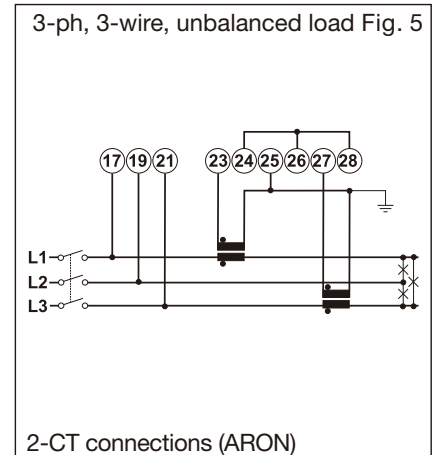 3-ph, 3-wire, unbalanced load Fig. 5
17 19 21 23 24 25 26 27 28
L1
L2
L3
2-CT connections (ARON)